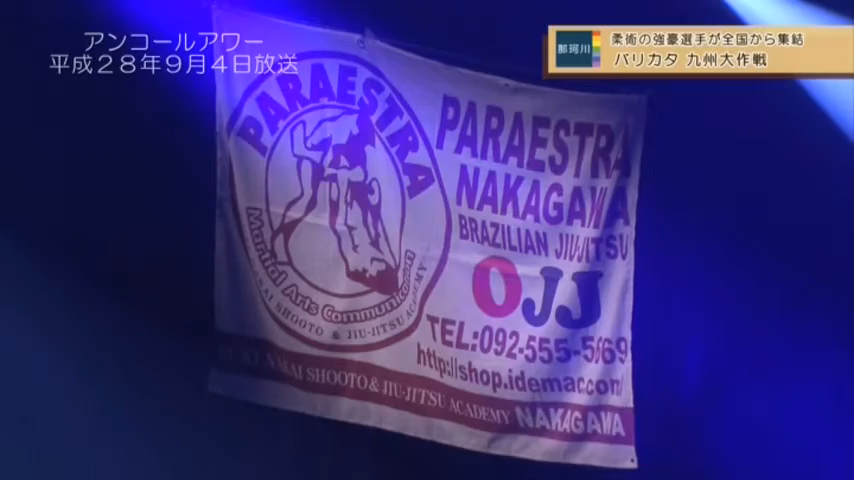 アンコールアワー
平成28年9月4日放送
那珂川
柔術の強豪選手が全国から集結
バリカタ 九州大作戦
PARAESTRA
Martial Arts Communication
NAKAI SHOOTO & JIU-JITSU ACADEMY
PARAESTRA
NAKAGAWA
BRAZILIAN JIU-JITSU
OJJ
TEL:092-555-5669
http://shop.idemac.com/
NAKAI SHOOTO & JIU-JITSU ACADEMY NAKAGAWA